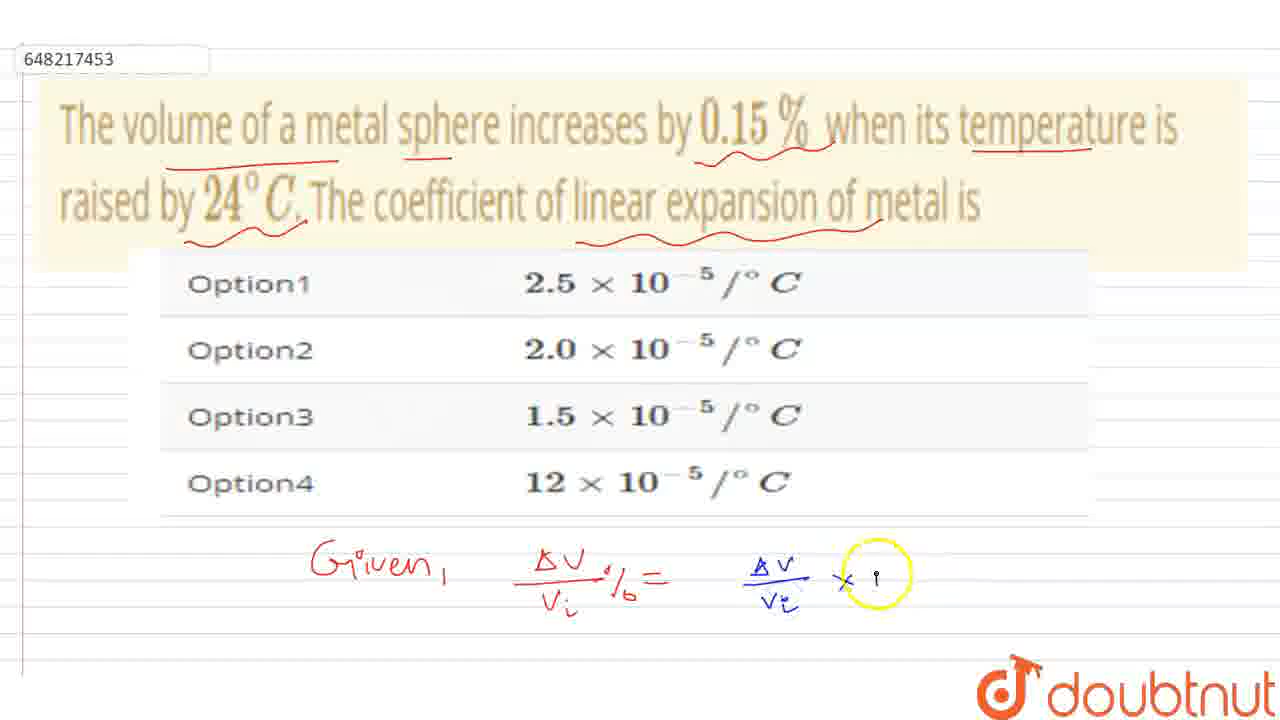 648217453
The volume of a metal sphere increases by 0.15 % when its temperature is
raised by 24° C. The coefficient of linear expansion of metal is
Option1 2.5 × 10⁻⁵ /° C
Option2 2.0 × 10⁻⁵ /° C
Option3 1.5 × 10⁻⁵ /° C
Option4 12 × 10⁻⁵ /° C
Given, ΔV/Vi % = ΔV/Vi ×
doubtnut